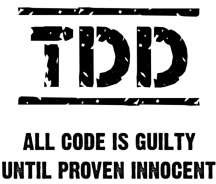 TDD
ALL CODE IS GUILTY
UNTIL PROVEN INNOCENT